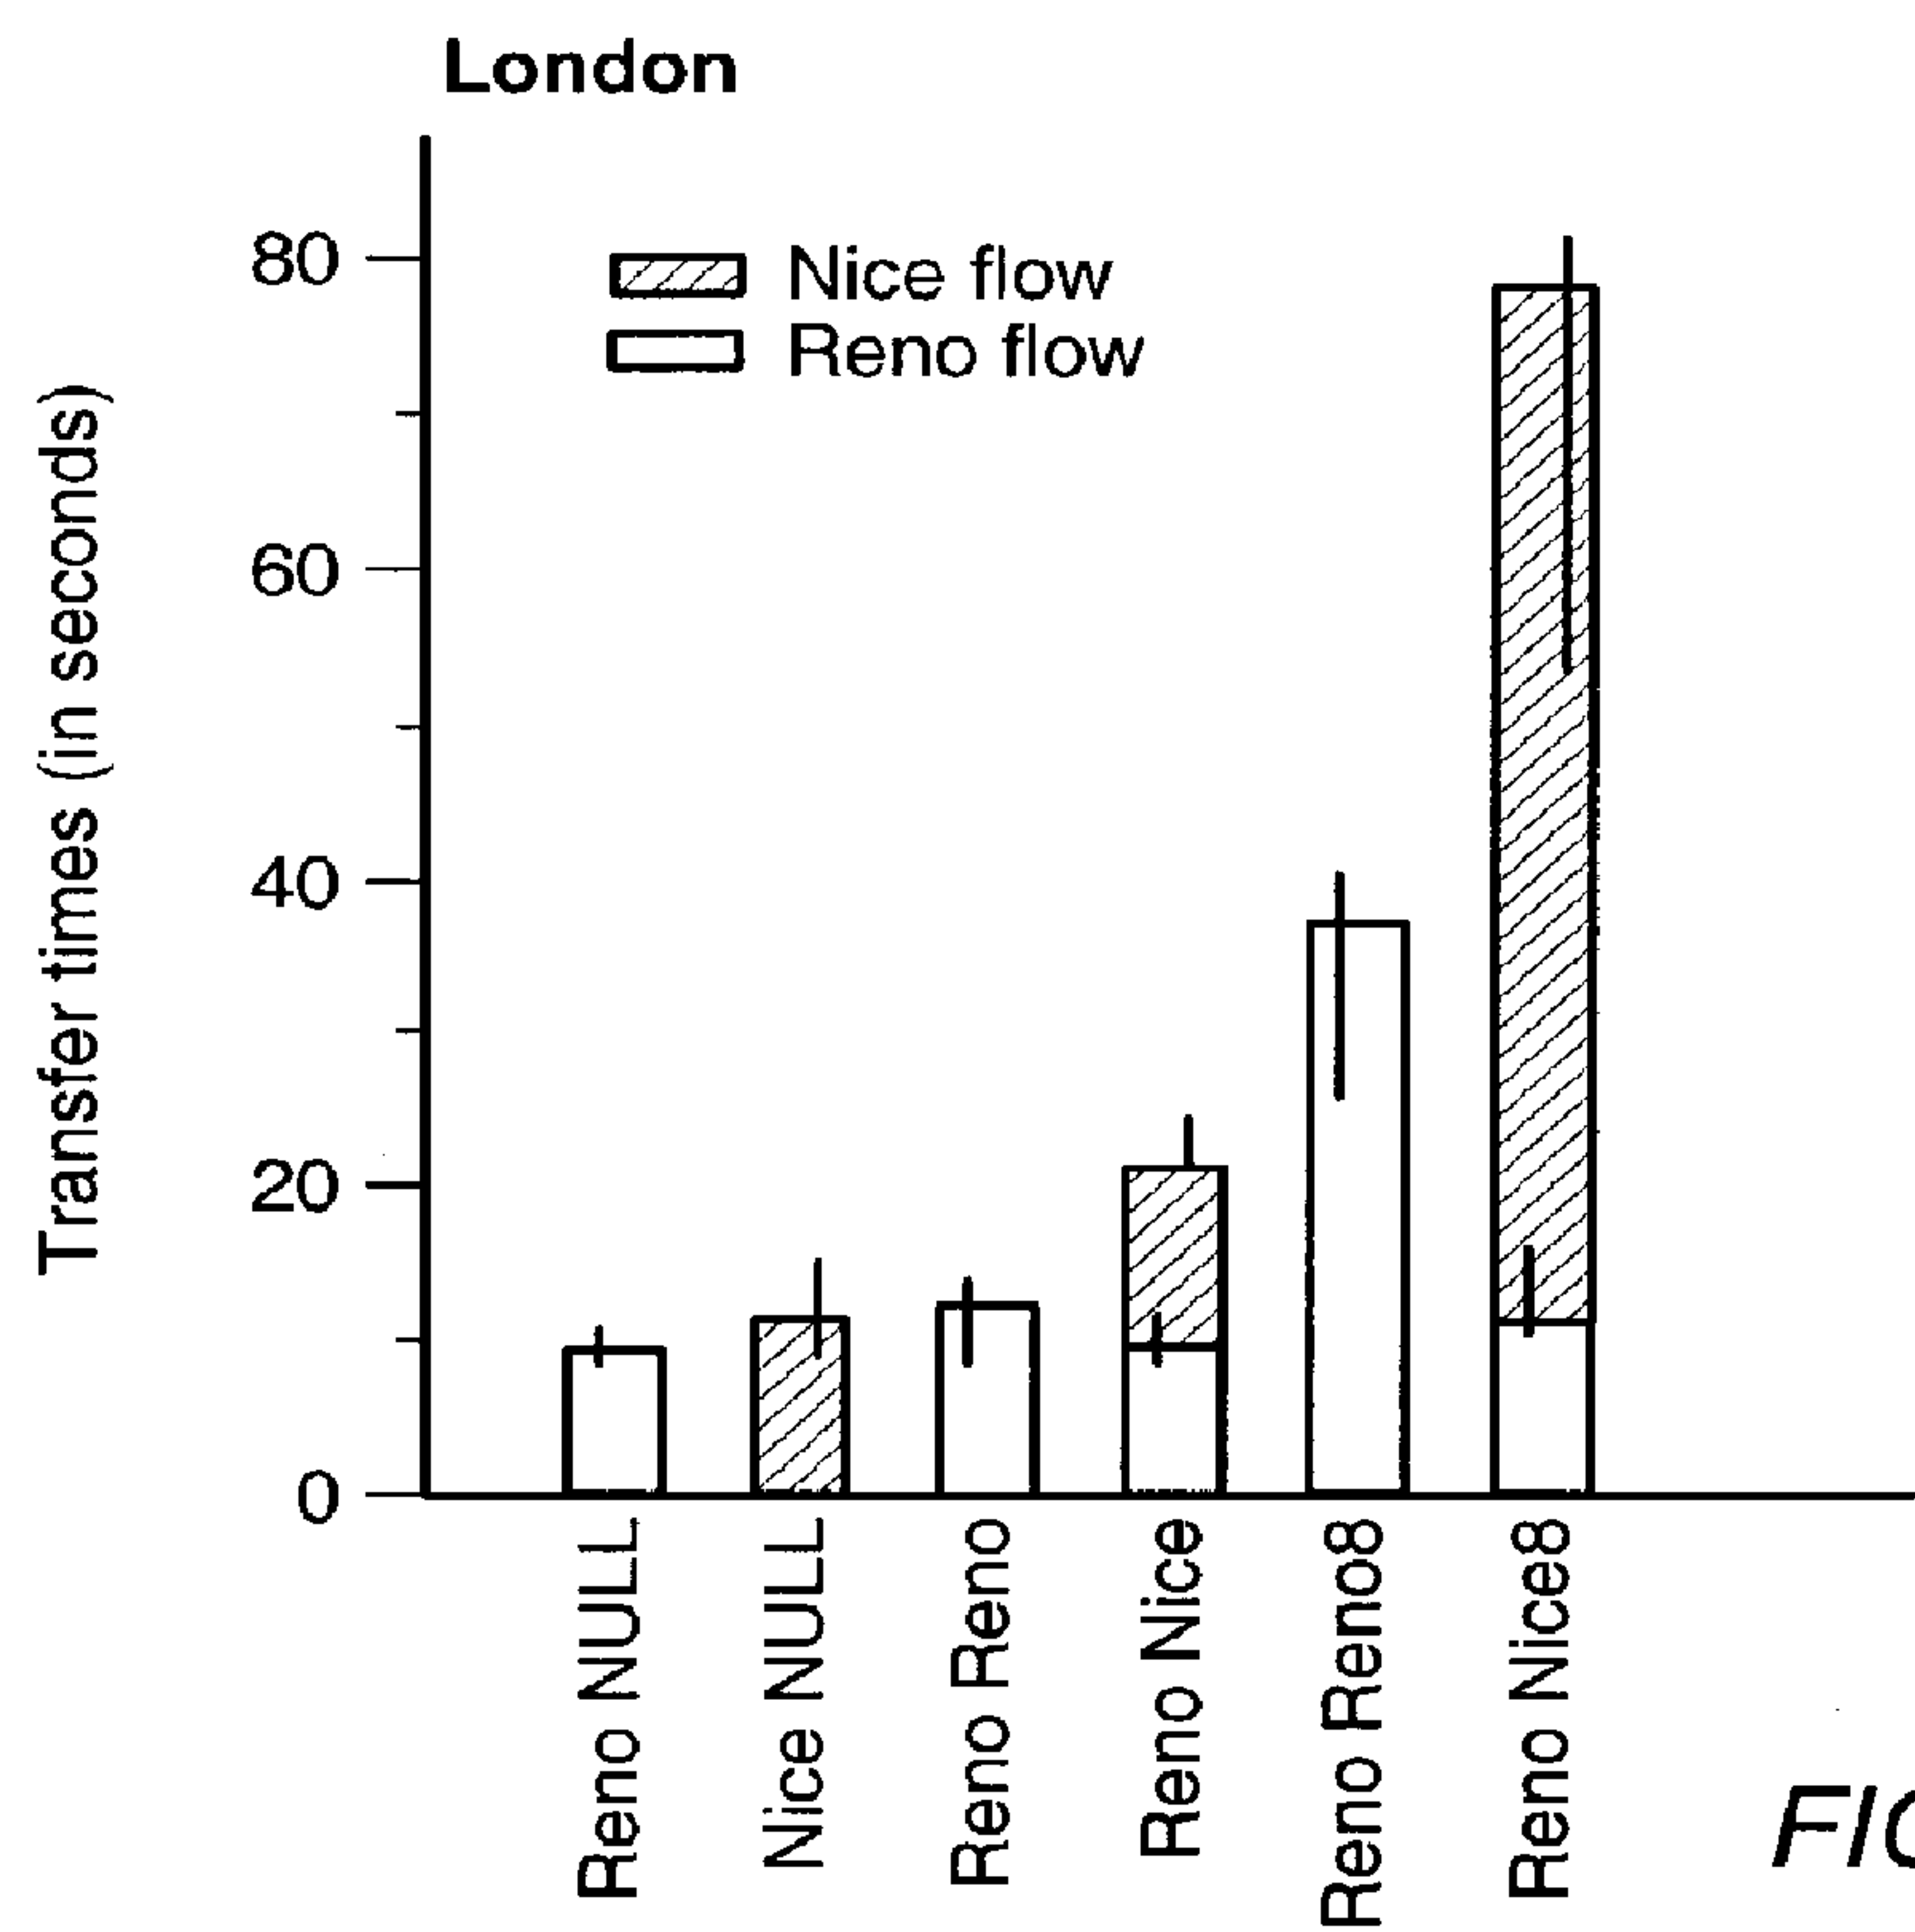 London
Transfer times (in seconds)
80
60
40
20
0
Nice flow
Reno flow
Reno NULL
Nice NULL
Reno Reno
Reno Nice
Reno Reno8
Reno Nice8